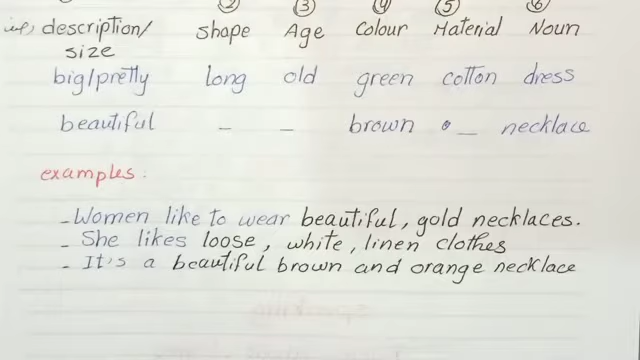 ② ③ ④ ⑤ ⑥
description/ shape Age Colour Material Noun
size
big/pretty long old green cotton dress
beautiful _ _ brown _ necklace
examples:
- Women like to wear beautiful, gold necklaces.
- She likes loose, white, linen clothes
- It's a beautiful brown and orange necklace